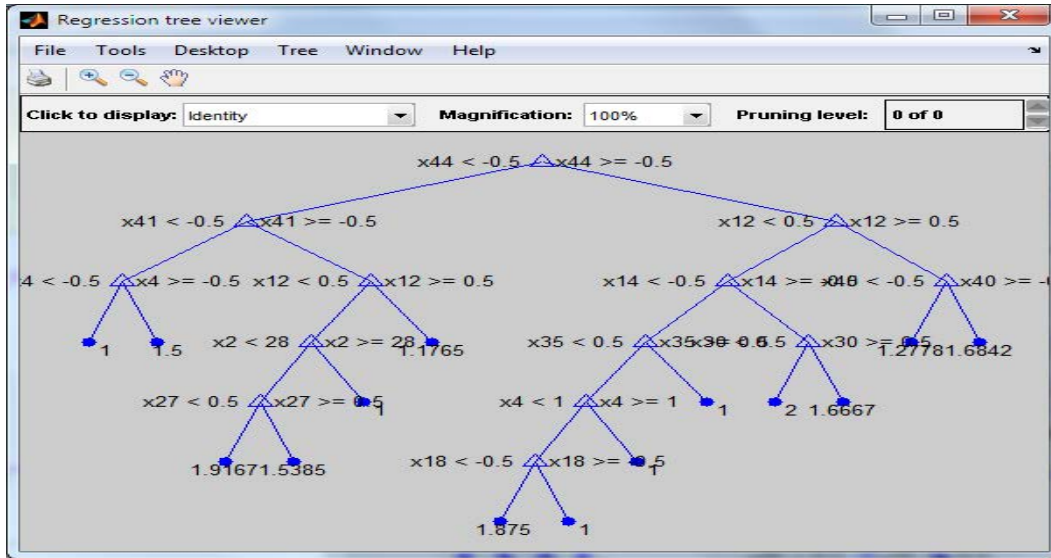 Regression tree viewer
File Tools Desktop Tree Window Help
Click to display: Identity Magnification: 100% Pruning level: 0 of 0
x44 < -0.5 x44 >= -0.5
x41 < -0.5 x41 >= -0.5 x12 < 0.5 x12 >= 0.5
4 < -0.5 x4 >= -0.5 x12 < 0.5 x12 >= 0.5 x14 < -0.5 x14 >= < -0.5 x40 >= -
1 1.5 x2 < 28 x2 >= 28 1.1765 x35 < 0.5 x30 >= 1.2778 1.6842
x27 < 0.5 x27 >= 1 x4 < 1 x4 >= 1 1 2 1.6667
1.9167 1.5385 x18 < -0.5 x18 >= 1
1.875 1